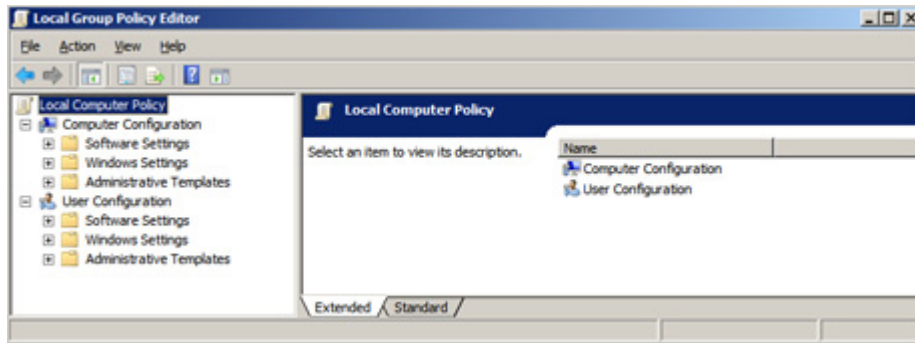 Local Group Policy Editor
File Action View Help
Local Computer Policy
Computer Configuration
Software Settings
Windows Settings
Administrative Templates
User Configuration
Software Settings
Windows Settings
Administrative Templates
Local Computer Policy
Select an item to view its description.
Name
Computer Configuration
User Configuration
Extended Standard